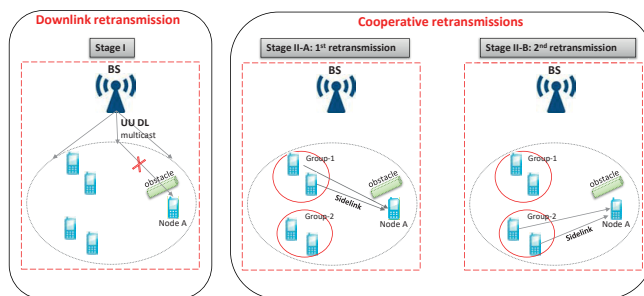 Downlink retransmission
Cooperative retransmissions
Stage I
Stage II-A: 1st retransmission
Stage II-B: 2nd retransmission
BS
UU DL
multicast
obstacle
Node A
BS
Group-1
obstacle
Sidelink
Group-2
Node A
BS
Group-1
obstacle
Group-2
Sidelink
Node A